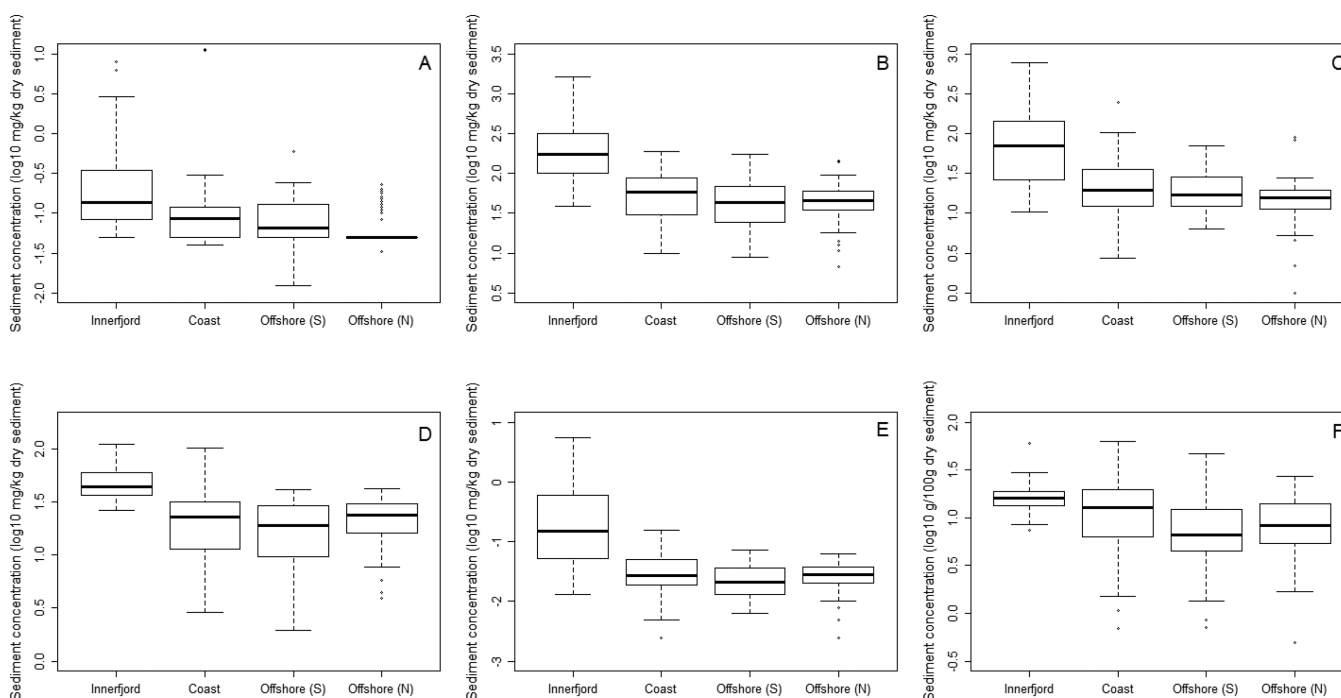 Sediment concentration (log10 mg/kg dry sediment)
1.0
0.5
0.0
-0.5
-1.0
-1.5
-2.0
A
Innerfjord Coast Offshore (S) Offshore (N)
Sediment concentration (log10 mg/kg dry sediment)
3.5
3.0
2.5
2.0
1.5
1.0
0.5
B
Innerfjord Coast Offshore (S) Offshore (N)
Sediment concentration (log10 mg/kg dry sediment)
3.0
2.5
2.0
1.5
1.0
0.5
0.0
C
Innerfjord Coast Offshore (S) Offshore (N)
Sediment concentration (log10 mg/kg dry sediment)
2.0
1.5
1.0
0.5
0.0
D
Innerfjord Coast Offshore (S) Offshore (N)
Sediment concentration (log10 mg/kg dry sediment)
1
0
-1
-2
-3
E
Innerfjord Coast Offshore (S) Offshore (N)
Sediment concentration (log10 g/100g dry sediment)
2.0
1.5
1.0
0.5
0.0
-0.5
F
Innerfjord Coast Offshore (S) Offshore (N)